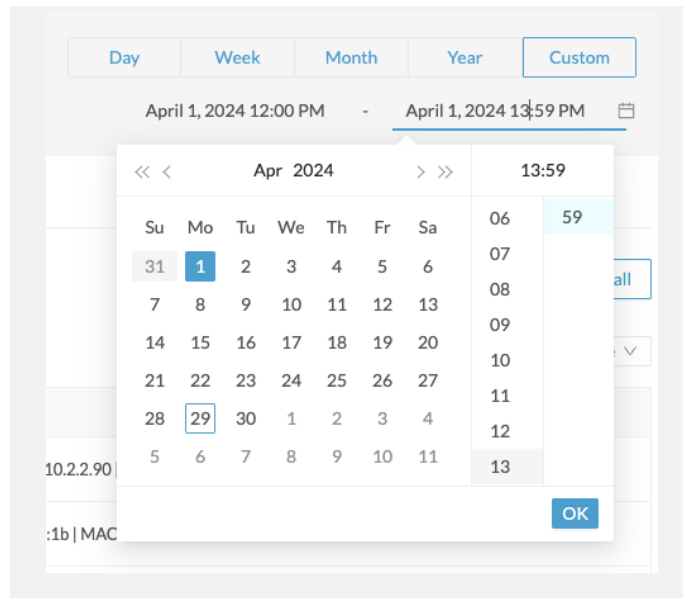 Day Week Month Year Custom
April 1, 2024 12:00 PM - April 1, 2024 13:59 PM
« < Apr 2024 > » 13:59
Su Mo Tu We Th Fr Sa
31 1 2 3 4 5 6
7 8 9 10 11 12 13
14 15 16 17 18 19 20
21 22 23 24 25 26 27
28 29 30 1 2 3 4
5 6 7 8 9 10 11
06 59
07
08
09
10
11
12
13
OK
all
10.2.2.90 |
:1b | MAC